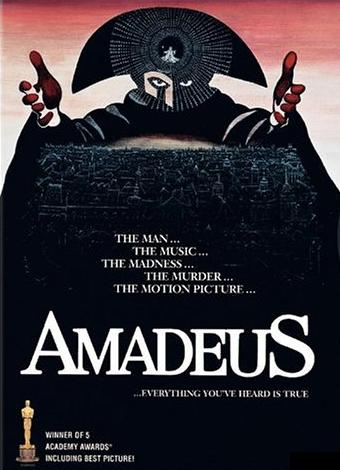 THE MAN...
THE MUSIC...
THE MADNESS...
THE MURDER...
THE MOTION PICTURE...
AMADEUS
...EVERYTHING YOU'VE HEARD IS TRUE
WINNER OF 5
ACADEMY AWARDS®
INCLUDING BEST PICTURE!